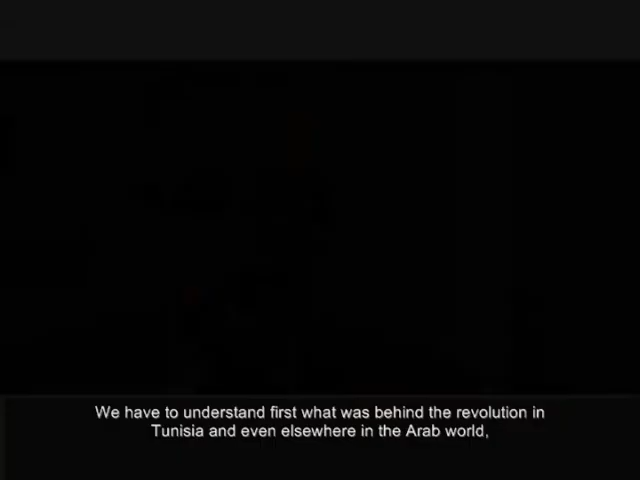 We have to understand first what was behind the revolution in
Tunisia and even elsewhere in the Arab world,